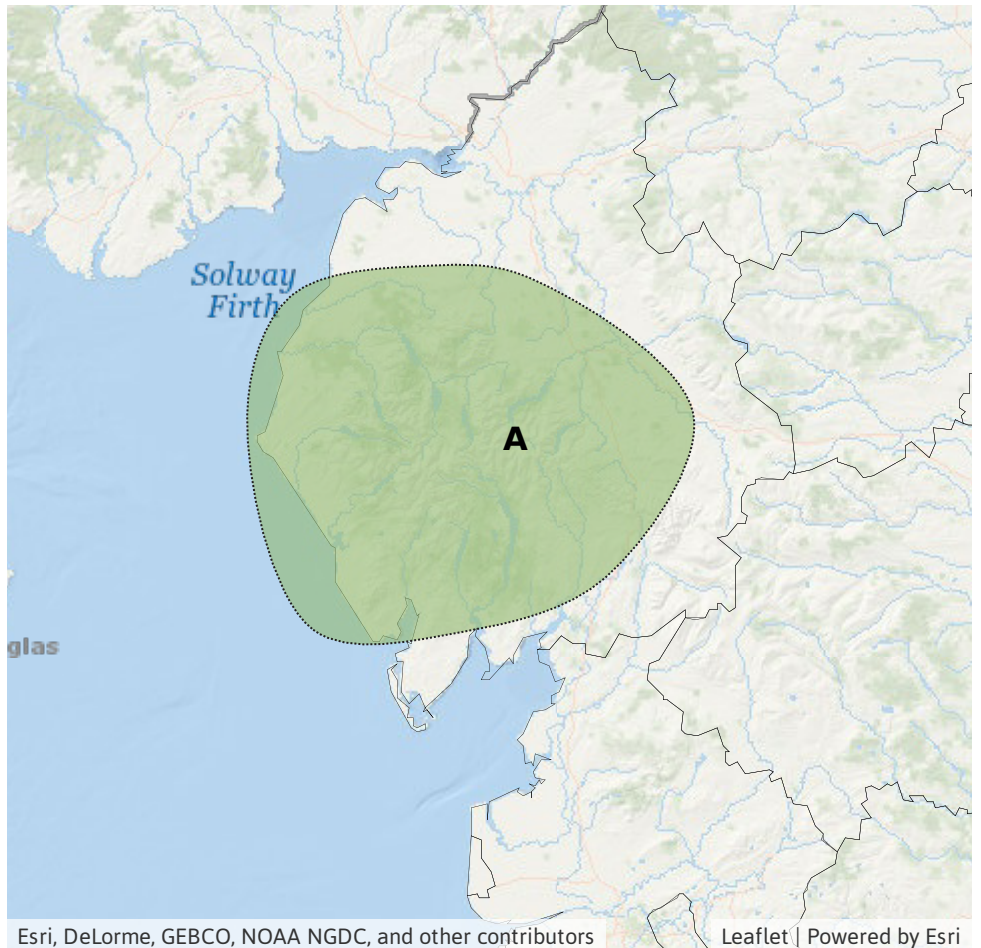 Solway
Firth
A
glas
Esri, DeLorme, GEBCO, NOAA NGDC, and other contributors
Leaflet | Powered by Esri